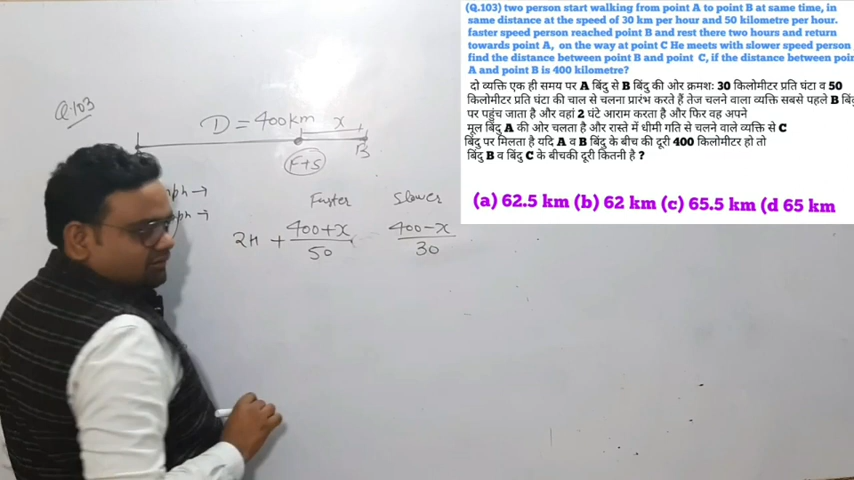 (Q.103) two person start walking from point A to point B at same time, in
same distance at the speed of 30 km per hour and 50 kilometre per hour.
faster speed person reached point B and rest there two hours and return
towards point A, on the way at point C He meets with slower speed person
find the distance between point B and point C, if the distance between poin
A and point B is 400 kilometre?
दो व्यक्ति एक ही समय पर A बिंदु से B बिंदु की ओर क्रमशः 30 किलोमीटर प्रति घंटा व 50
किलोमीटर प्रति घंटा की चाल से चलना प्रारंभ करते हैं तेज चलने वाला व्यक्ति सबसे पहले B बिंदु
पर पहुंच जाता है और वहां 2 घंटे आराम करता है और फिर वह अपने
मूल बिंदु A की ओर चलता है और रास्ते में धीमी गति से चलने वाले व्यक्ति से C
बिंदु पर मिलता है यदि A व B बिंदु के बीच की दूरी 400 किलोमीटर हो तो
बिंदु B व बिंदु C के बीचकी दूरी कितनी है ?
(a) 62.5 km (b) 62 km (c) 65.5 km (d 65 km
Q.103
D = 400km x
F+S B
ph →
ph →
Faster Slower
2H + 400+x 400-x
50 30